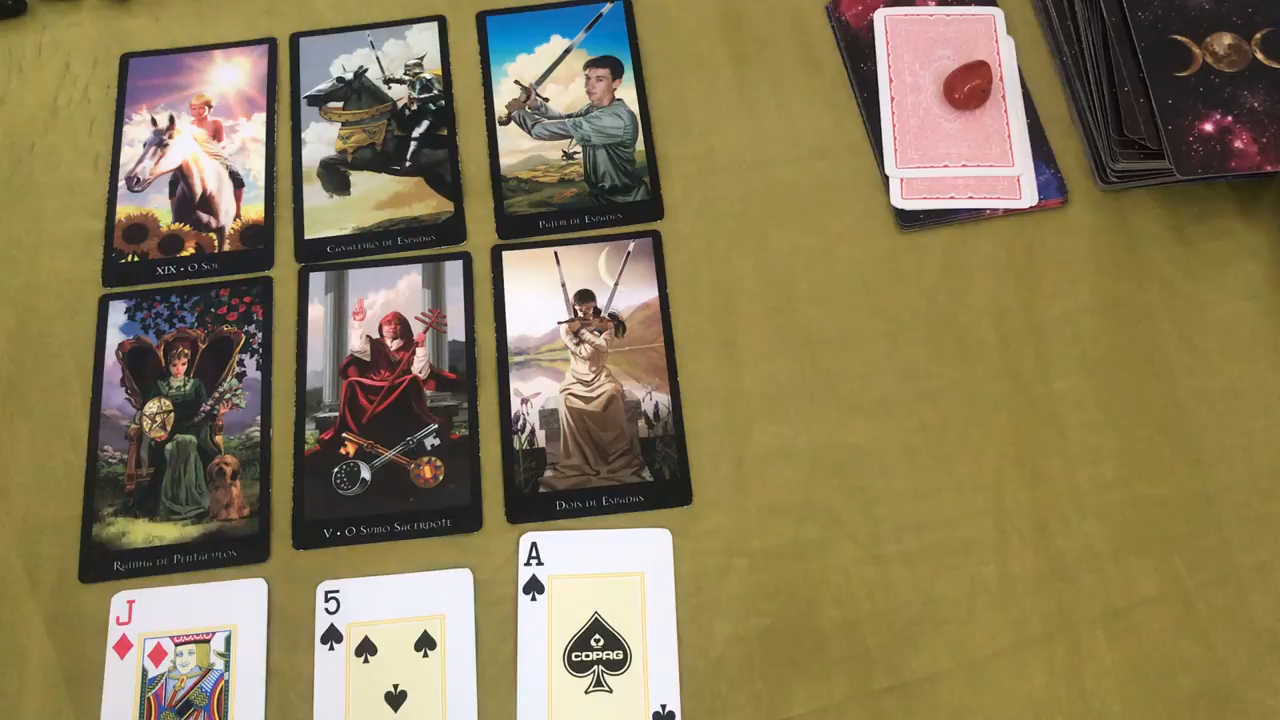 XIX • O Sol
Cavaleiro de Espadas
Pajem de Espadas
Rainha de Pentáculos
V • O Sumo Sacerdote
Dois de Espadas
J
5
A
COPAG